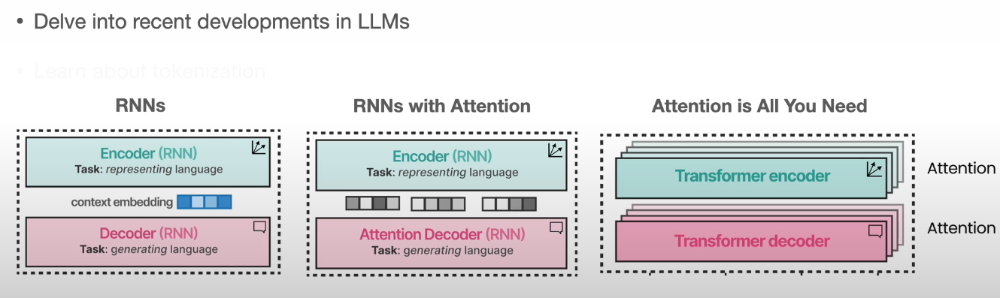 • Delve into recent developments in LLMs
• Learn about tokenization
RNNs
Encoder (RNN)
Task: representing language
context embedding
Decoder (RNN)
Task: generating language
RNNs with Attention
Encoder (RNN)
Task: representing language
Attention Decoder (RNN)
Task: generating language
Attention is All You Need
Transformer encoder
Attention
Transformer decoder
Attention